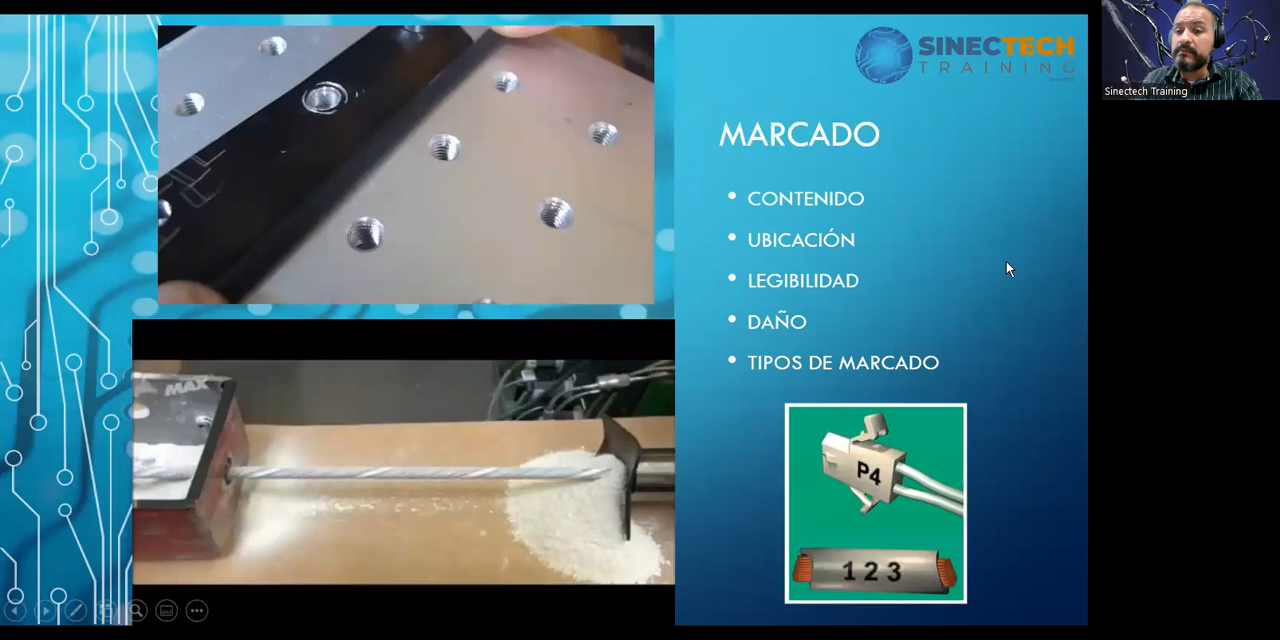 SINECTECH
TRAINING
MARCADO
• CONTENIDO
• UBICACIÓN
• LEGIBILIDAD
• DAÑO
• TIPOS DE MARCADO
P4
1 2 3
MAX
Sinectech Training